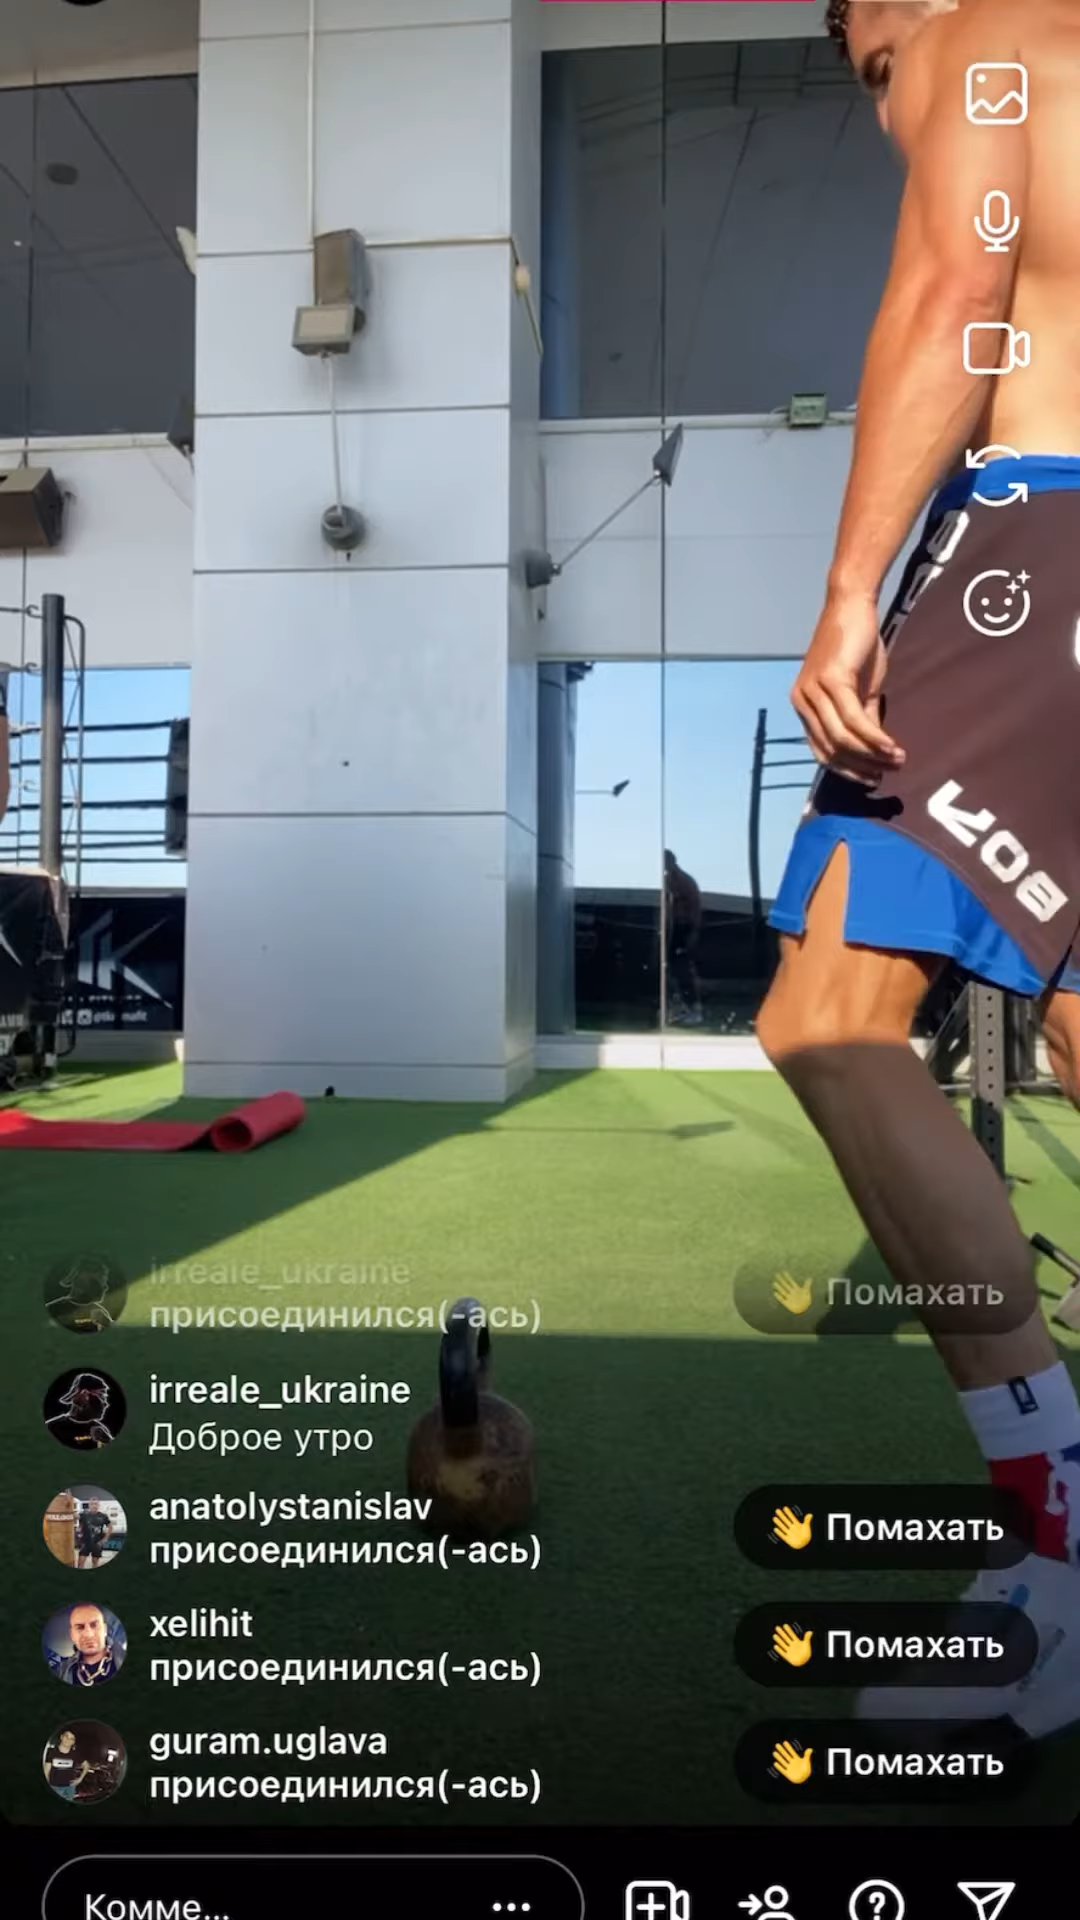 TK
irreale_ukraine
присоединился(-ась)
👋 Помахать
irreale_ukraine
Доброе утро
anatolystanislav
присоединился(-ась)
👋 Помахать
xelihit
присоединился(-ась)
👋 Помахать
guram.uglava
присоединился(-ась)
👋 Помахать
Комме...